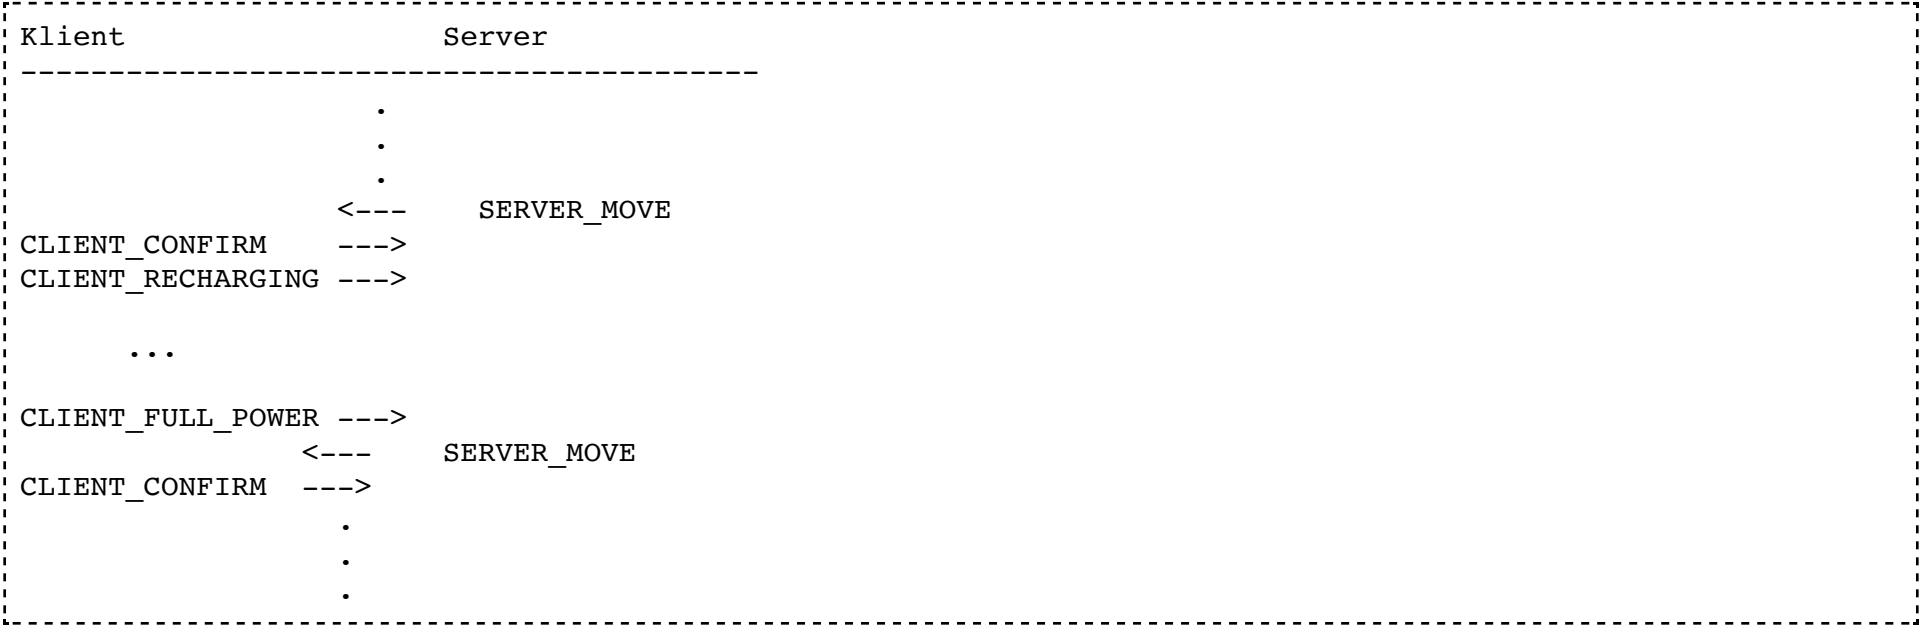 Klient                  Server
------------------------------------------
                    .
                    .
                    .
                  <---    SERVER_MOVE
CLIENT_CONFIRM    --->
CLIENT_RECHARGING --->
      ...
CLIENT_FULL_POWER --->
                <---    SERVER_MOVE
CLIENT_CONFIRM  --->
                  .
                  .
                  .